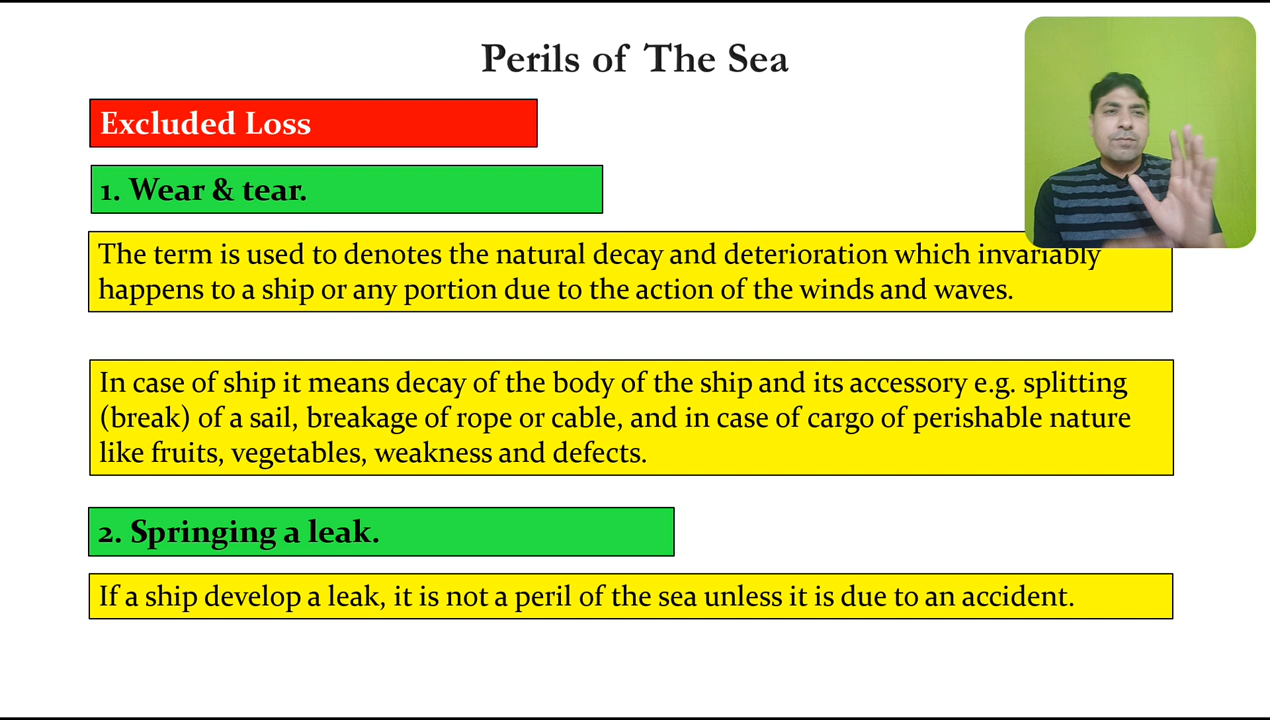 Perils of The Sea
Excluded Loss
1. Wear & tear.
The term is used to denotes the natural decay and deterioration which invariably
happens to a ship or any portion due to the action of the winds and waves.
In case of ship it means decay of the body of the ship and its accessory e.g. splitting
(break) of a sail, breakage of rope or cable, and in case of cargo of perishable nature
like fruits, vegetables, weakness and defects.
2. Springing a leak.
If a ship develop a leak, it is not a peril of the sea unless it is due to an accident.